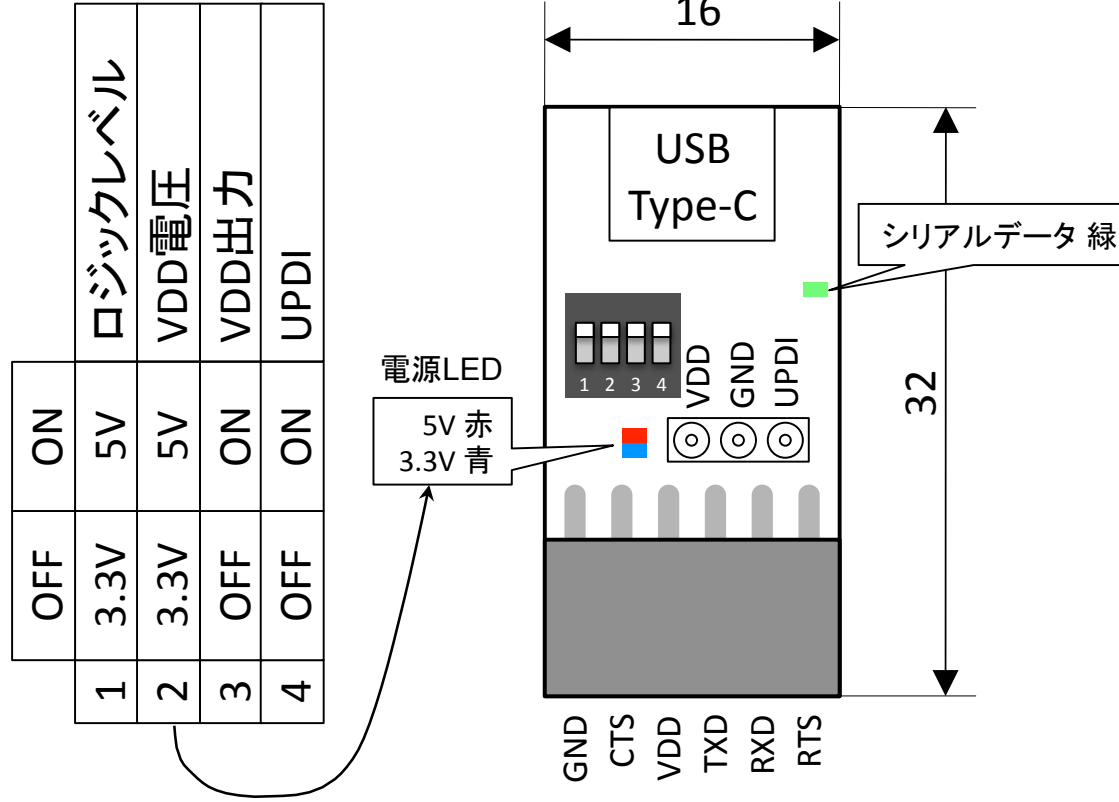 ロジックレベル
VDD電圧
VDD出力
UPDI
ON
5V
5V
ON
ON
OFF
3.3V
3.3V
OFF
OFF
1
2
3
4
16
USB
Type-C
シリアルデータ 緑
32
1 2 3 4
VDD
GND
UPDI
電源LED
5V 赤
3.3V 青
GND
CTS
VDD
TXD
RXD
RTS